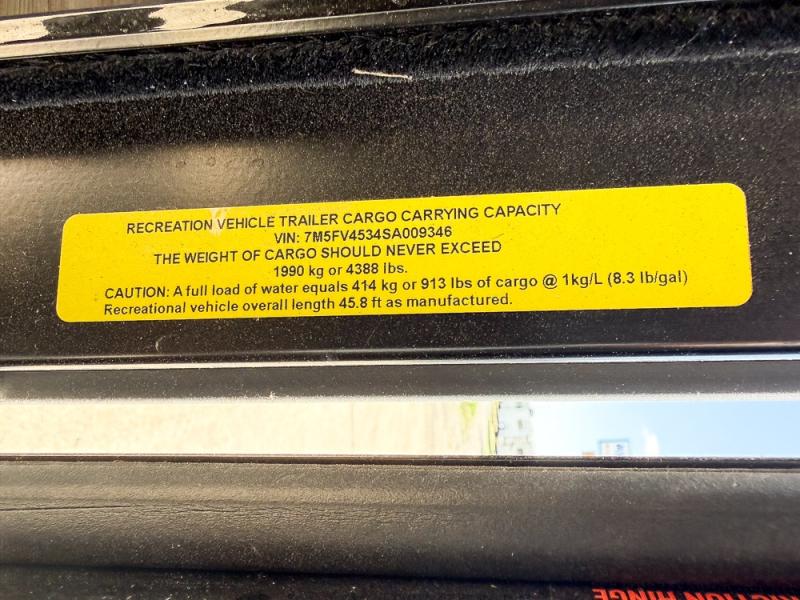 RECREATION VEHICLE TRAILER CARGO CARRYING CAPACITY
VIN: 7M5FV4534SA009346
THE WEIGHT OF CARGO SHOULD NEVER EXCEED
1990 kg or 4388 lbs.
CAUTION: A full load of water equals 414 kg or 913 lbs of cargo @ 1kg/L (8.3 lb/gal)
Recreational vehicle overall length 45.8 ft as manufactured.
HINGE